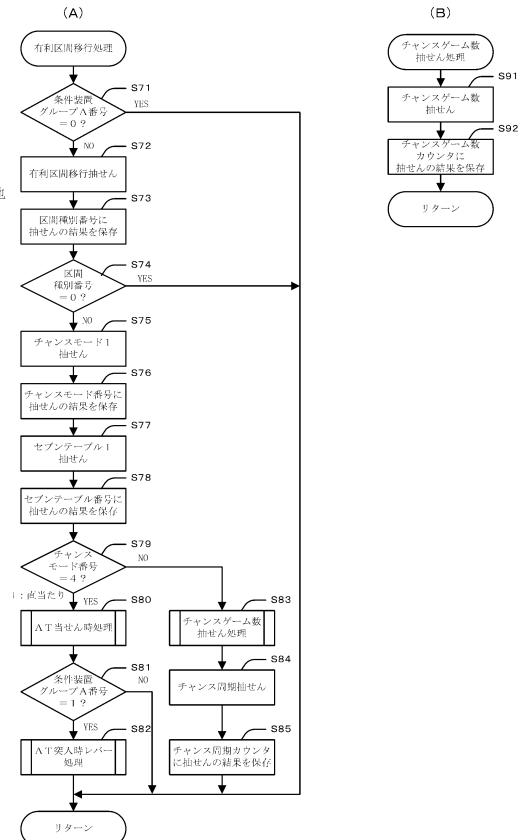 (A)
有利区間移行処理
S71
条件装置
グループA番号
=0?
YES
NO
S72
有利区間移行抽せん
S73
区間種別番号に
抽せんの結果を保存
S74
区間
種別番号
=0?
YES
NO
S75
チャンスモード1
抽せん
S76
チャンスモード番号に
抽せんの結果を保存
S77
セブンテーブル1
抽せん
S78
セブンテーブル番号に
抽せんの結果を保存
S79
チャンス
モード番号
=4?
NO
:直当たり
YES
S80
AT当せん時処理
S81
条件装置
グループA番号
=1?
NO
YES
S82
AT突入時レバー
処理
S83
チャンスゲーム数
抽せん処理
S84
チャンス周期抽せん
S85
チャンス周期カウンタ
に抽せんの結果を保存
リターン
(B)
チャンスゲーム数
抽せん処理
S91
チャンスゲーム数
抽せん
S92
チャンスゲーム数
カウンタに
抽せんの結果を保存
リターン